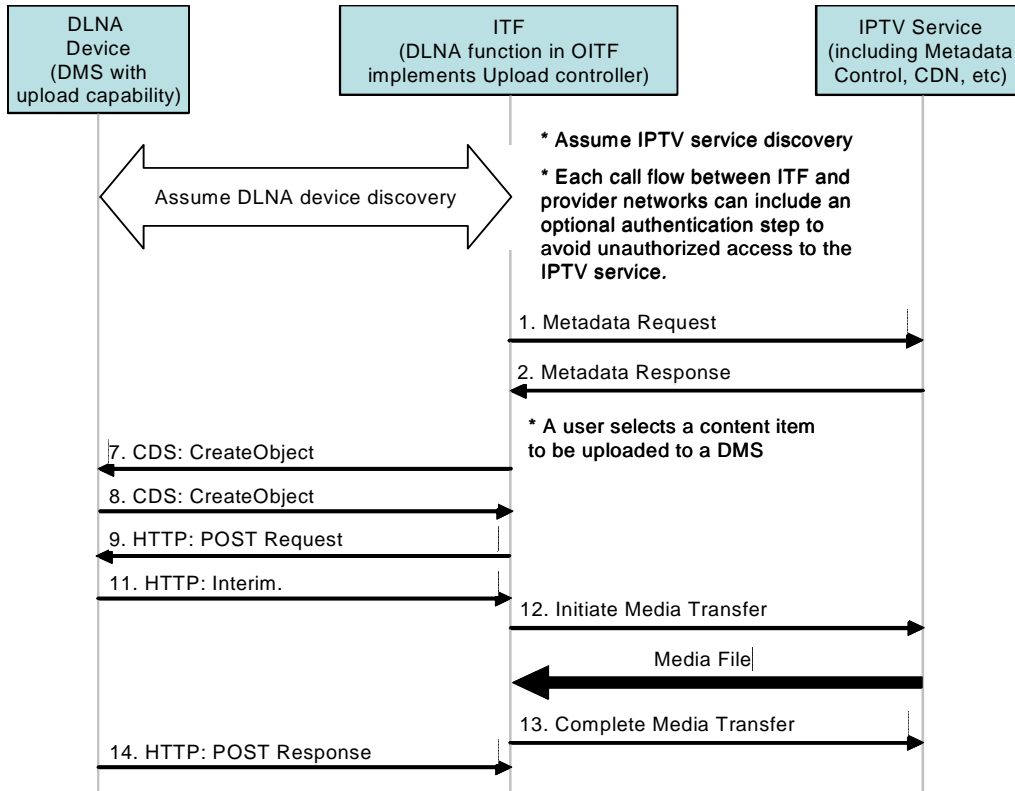 DLNA
Device
(DMS with
upload capability)
ITF
(DLNA function in OITF
implements Upload controller)
IPTV Service
(including Metadata
Control, CDN, etc)
Assume DLNA device discovery
* Assume IPTV service discovery
* Each call flow between ITF and
provider networks can include an
optional authentication step to
avoid unauthorized access to the
IPTV service.
1. Metadata Request
2. Metadata Response
* A user selects a content item
to be uploaded to a DMS
7. CDS: CreateObject
8. CDS: CreateObject
9. HTTP: POST Request
11. HTTP: Interim.
12. Initiate Media Transfer
Media File
13. Complete Media Transfer
14. HTTP: POST Response